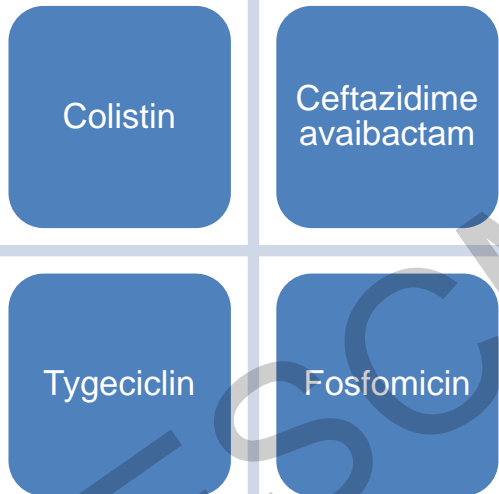 Colistin
Ceftazidime
avaibactam
Tygeciclin
Fosfomicin